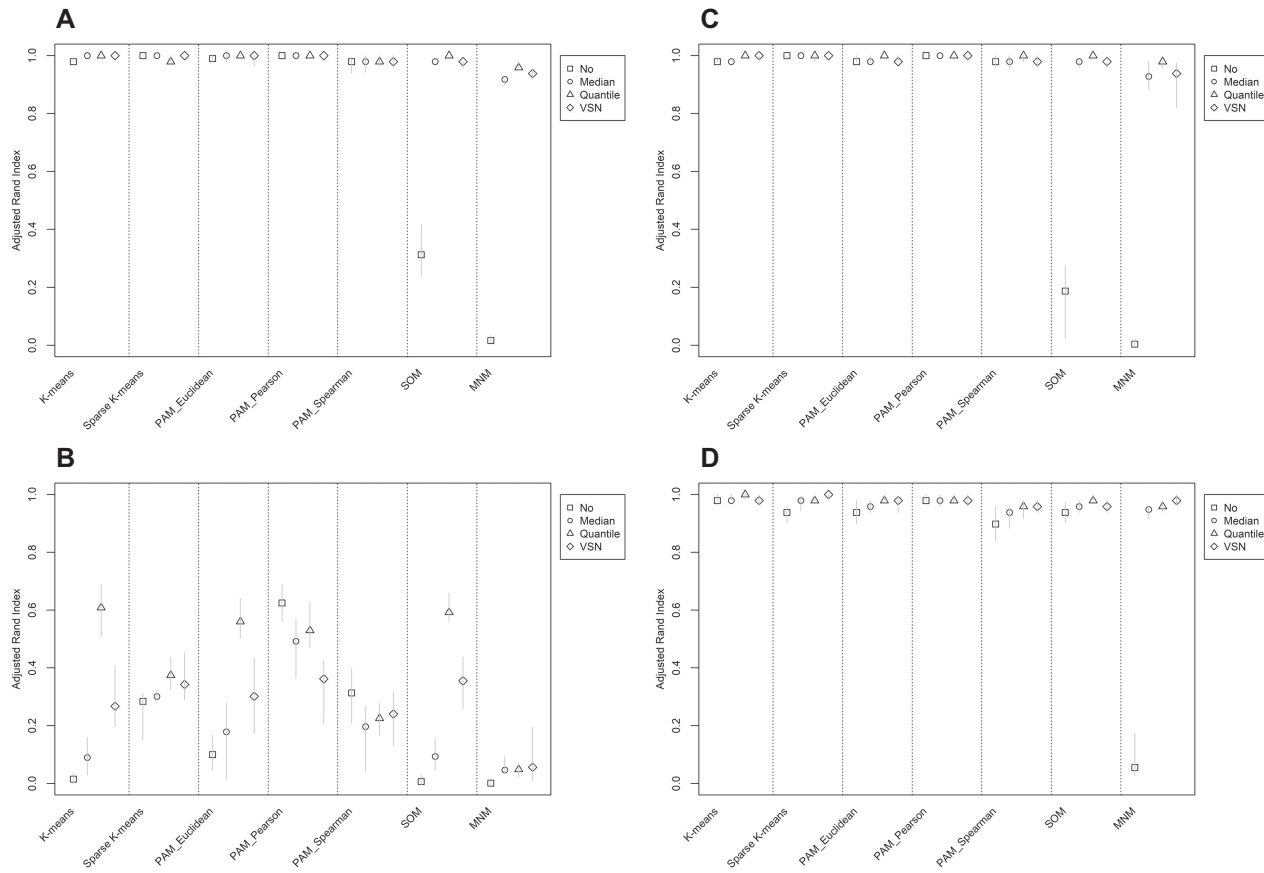 A
Adjusted Rand Index
1.0
0.8
0.6
0.4
0.2
0.0
No
Median
Quantile
VSN
K-means
Sparse K-means
PAM_Euclidean
PAM_Pearson
PAM_Spearman
SOM
MNM
C
Adjusted Rand Index
1.0
0.8
0.6
0.4
0.2
0.0
No
Median
Quantile
VSN
K-means
Sparse K-means
PAM_Euclidean
PAM_Pearson
PAM_Spearman
SOM
MNM
B
Adjusted Rand Index
1.0
0.8
0.6
0.4
0.2
0.0
No
Median
Quantile
VSN
K-means
Sparse K-means
PAM_Euclidean
PAM_Pearson
PAM_Spearman
SOM
MNM
D
Adjusted Rand Index
1.0
0.8
0.6
0.4
0.2
0.0
No
Median
Quantile
VSN
K-means
Sparse K-means
PAM_Euclidean
PAM_Pearson
PAM_Spearman
SOM
MNM